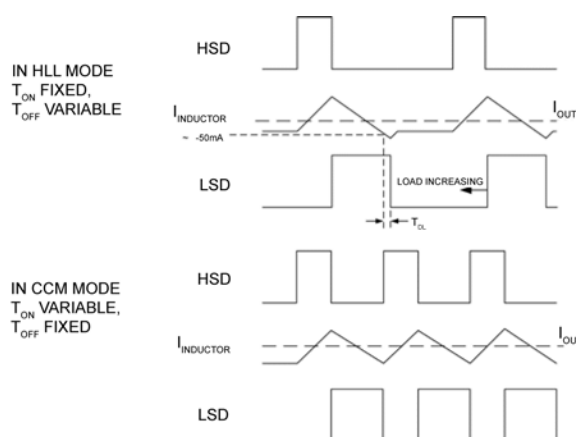 HSD
IN HLL MODE
TON FIXED,
TOFF VARIABLE
IINDUCTOR
IOUT
~ -50mA
LSD
LOAD INCREASING
TDL
HSD
IN CCM MODE
TON VARIABLE,
TOFF FIXED
IINDUCTOR
IOU
LSD